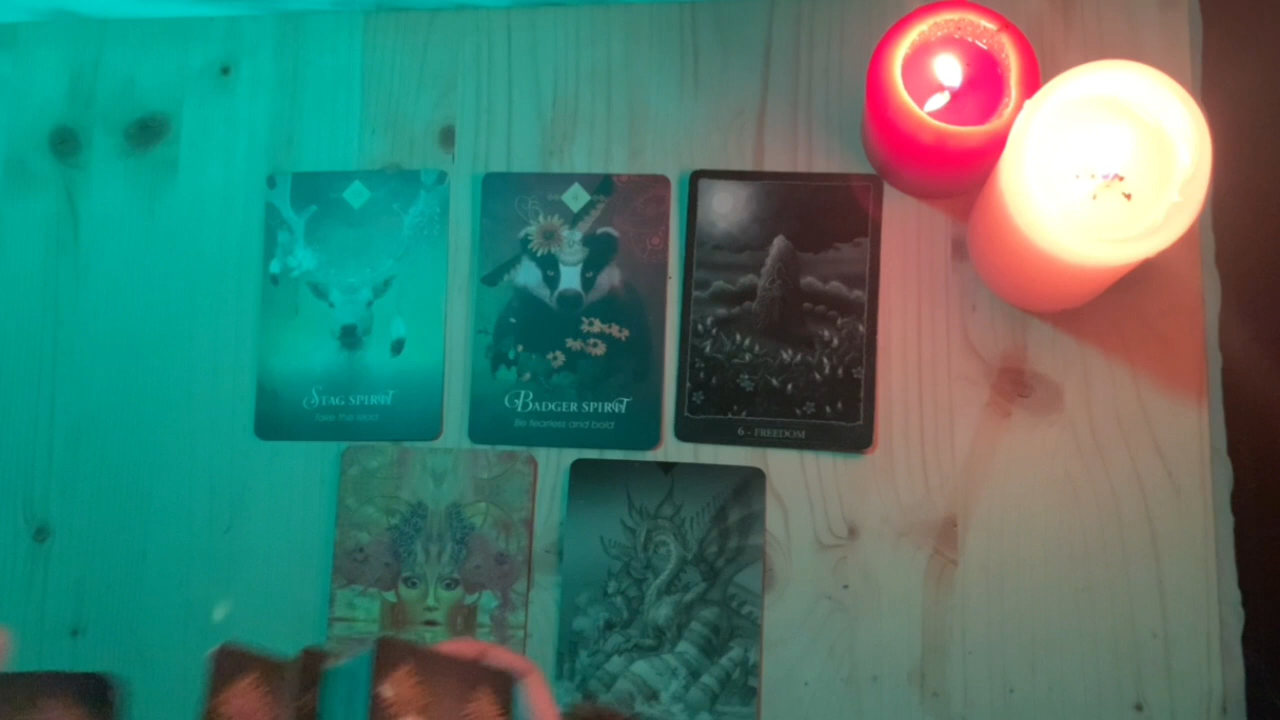 STAG SPIRIT
Take the lead
BADGER SPIRIT
Be fearless and bold
6 - FREEDOM